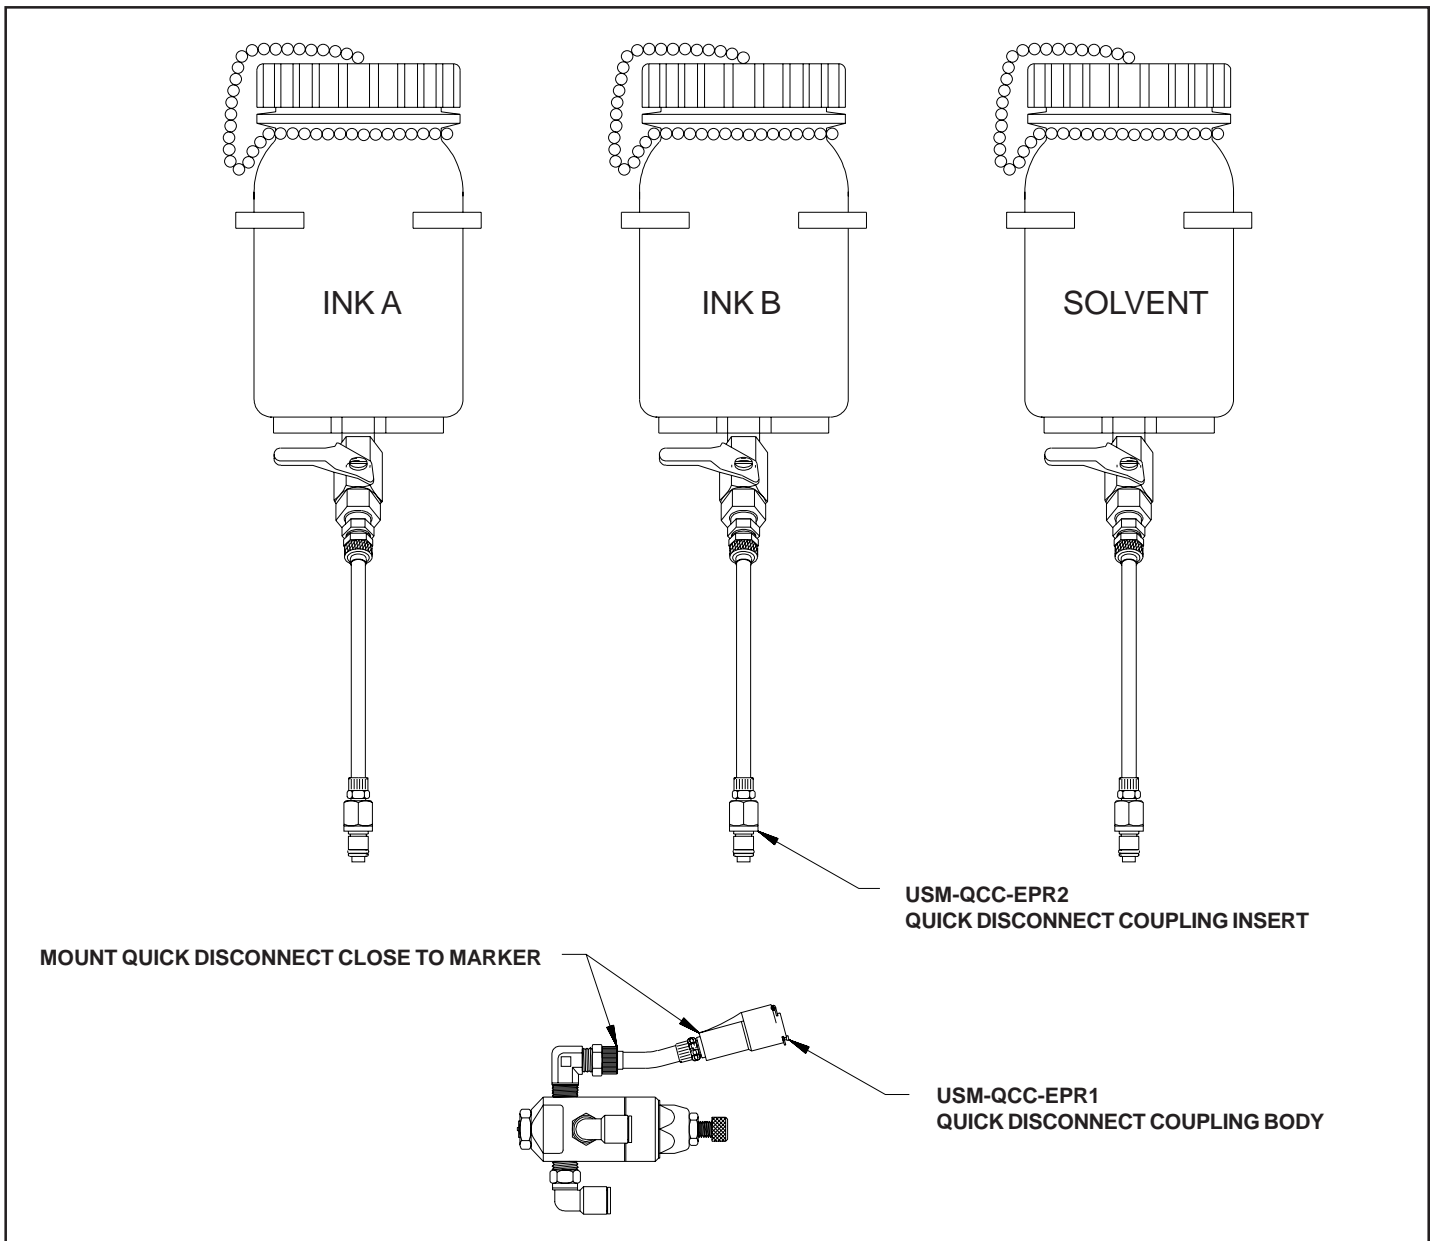 INK A
INK B
SOLVENT
USM-QCC-EPR2
QUICK DISCONNECT COUPLING INSERT
MOUNT QUICK DISCONNECT CLOSE TO MARKER
USM-QCC-EPR1
QUICK DISCONNECT COUPLING BODY